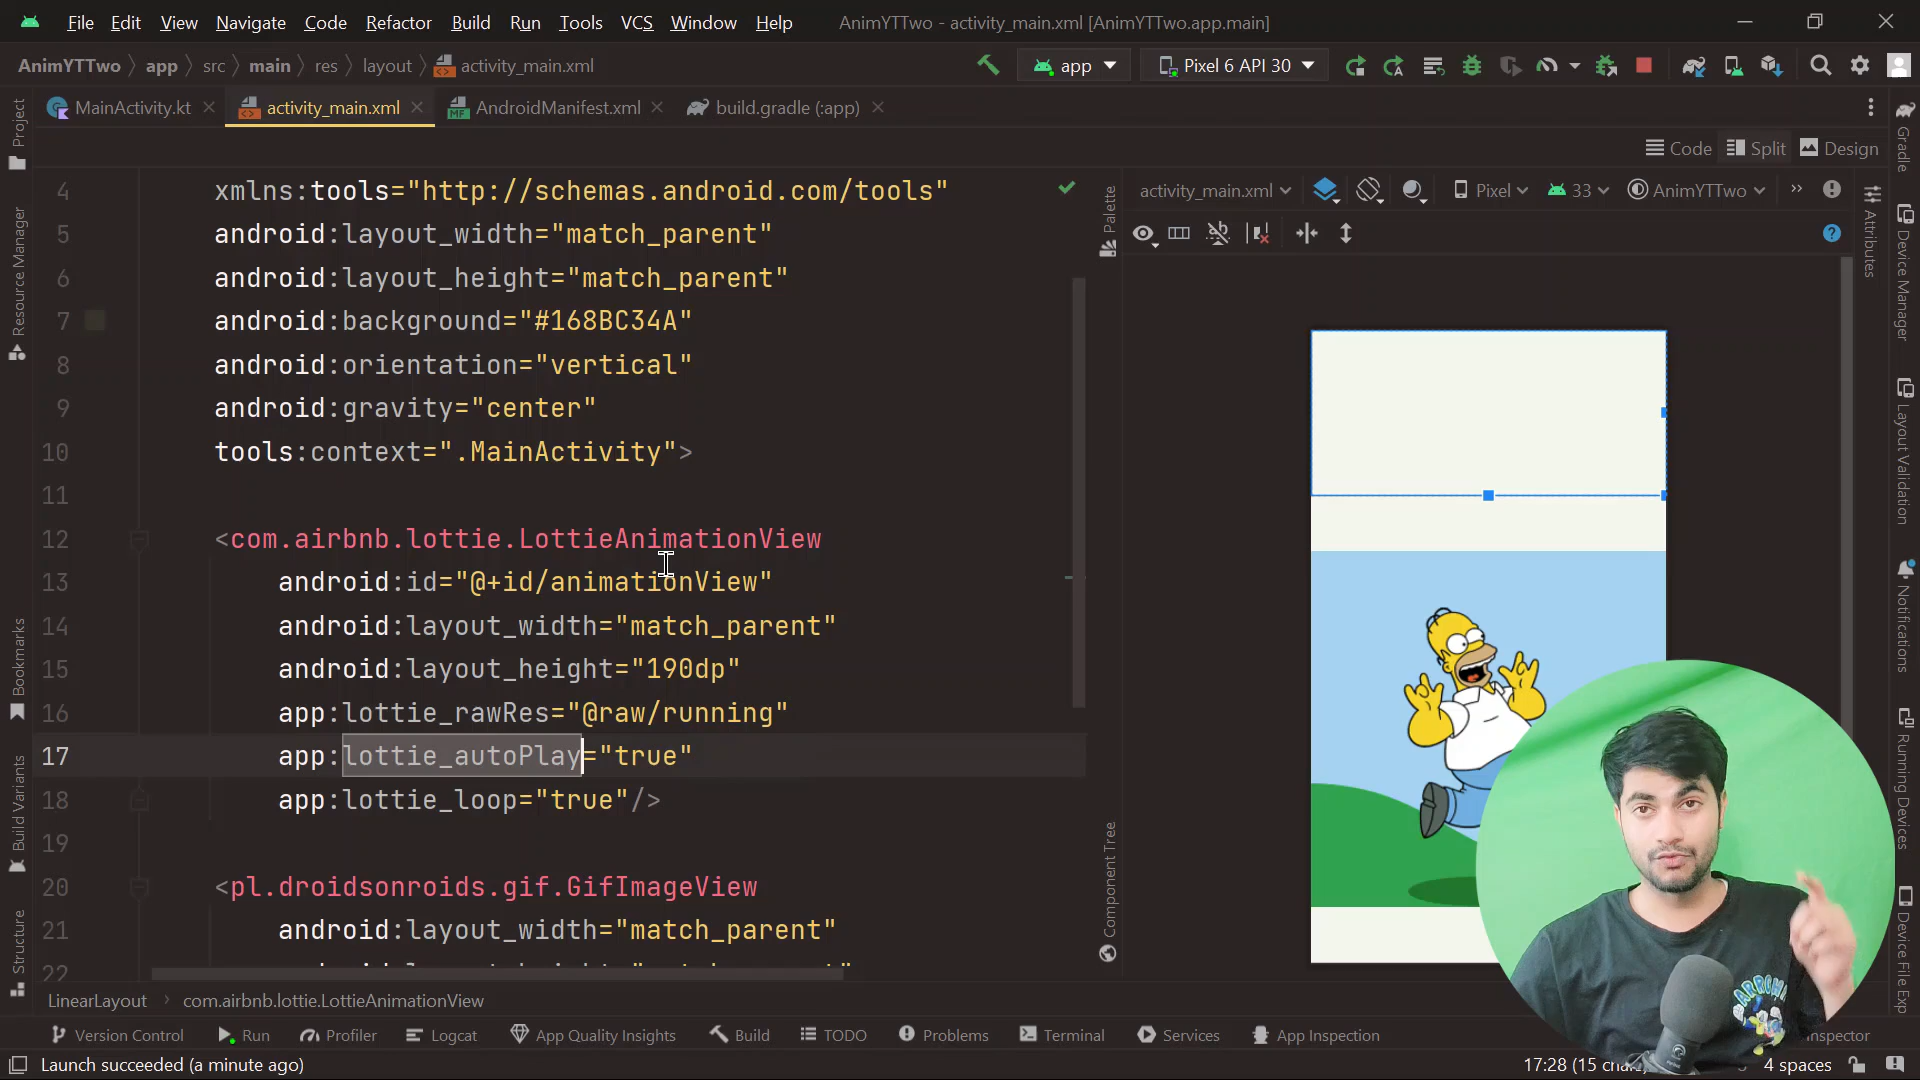 File Edit View Navigate Code Refactor Build Run Tools VCS Window Help AnimYTTwo - activity_main.xml [AnimYTTwo.app.main]
AnimYTTwo app src main res layout activity_main.xml app Pixel 6 API 30
MainActivity.kt activity_main.xml AndroidManifest.xml build.gradle (:app)
Code Split Design
activity_main.xml Pixel 33 AnimYTTwo
4 xmlns:tools="http://schemas.android.com/tools"
5 android:layout_width="match_parent"
6 android:layout_height="match_parent"
7 android:background="#168BC34A"
8 android:orientation="vertical"
9 android:gravity="center"
10 tools:context=".MainActivity">
11
12 <com.airbnb.lottie.LottieAnimationView
13 android:id="@+id/animationView"
14 android:layout_width="match_parent"
15 android:layout_height="190dp"
16 app:lottie_rawRes="@raw/running"
17 app:lottie_autoPlay="true"
18 app:lottie_loop="true"/>
19
20 <pl.droidsonroids.gif.GifImageView
21 android:layout_width="match_parent"
22
LinearLayout com.airbnb.lottie.LottieAnimationView
Version Control Run Profiler Logcat App Quality Insights Build TODO Problems Terminal Services App Inspection Inspector
Launch succeeded (a minute ago) 17:28 (15 4 spaces
Project
Resource Manager
Bookmarks
Build Variants
Structure
Palette
Component Tree
Attributes
Gradle
Device Manager
Layout Validation
Notifications
Running Devices
Device File Exp